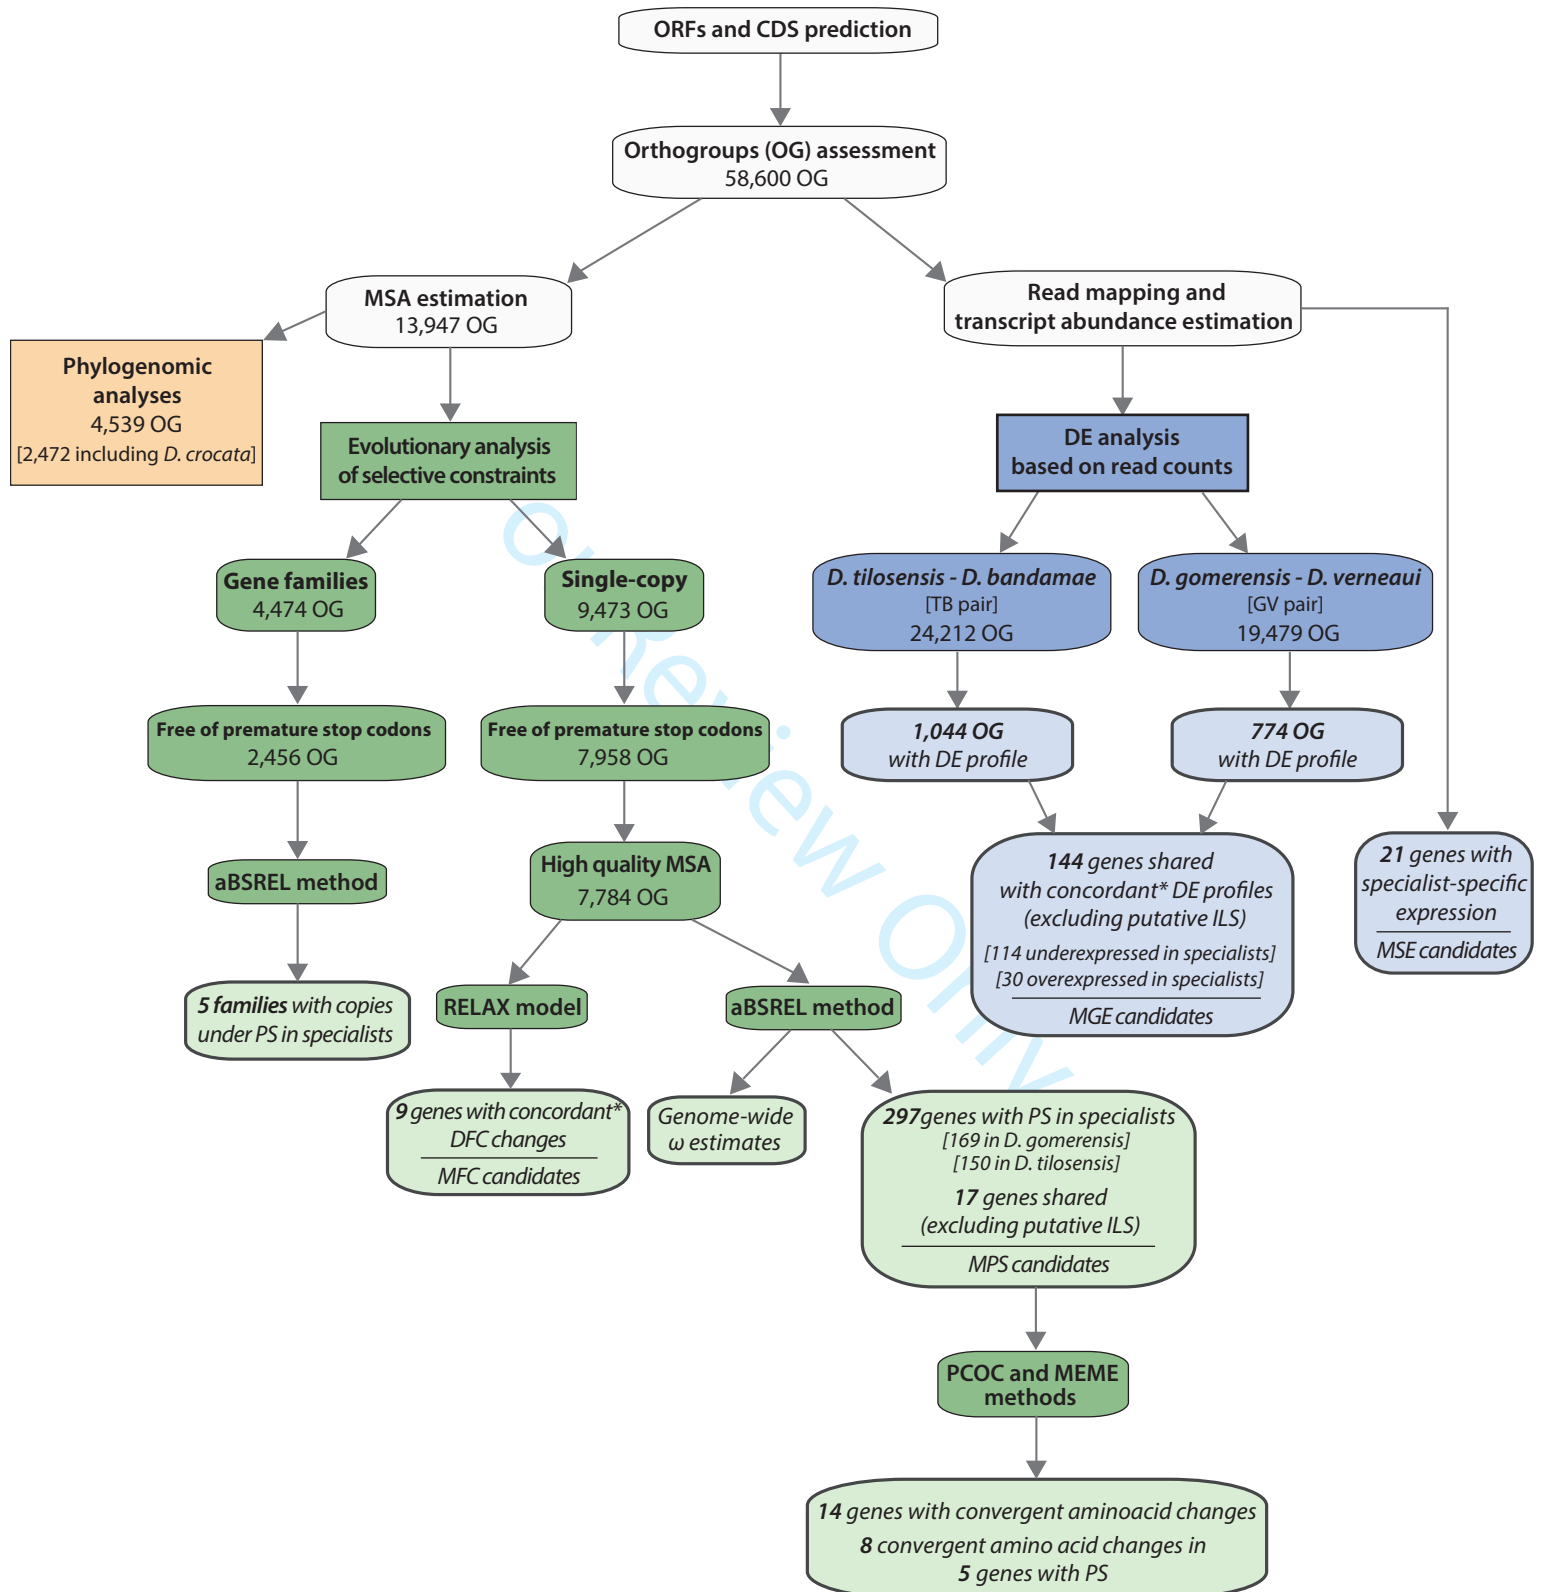 ORFs and CDS prediction
Orthogroups (OG) assessment
58,600 OG
MSA estimation
13,947 OG
Read mapping and
transcript abundance estimation
Phylogenomic
analyses
4,539 OG
[2,472 including D. crocata]
Evolutionary analysis
of selective constraints
DE analysis
based on read counts
Gene families
4,474 OG
Single-copy
9,473 OG
D. tilosensis - D. bandamae
[TB pair]
24,212 OG
D. gomerensis - D. verneaui
[GV pair]
19,479 OG
Free of premature stop codons
2,456 OG
Free of premature stop codons
7,958 OG
1,044 OG
with DE profile
774 OG
with DE profile
aBSREL method
High quality MSA
7,784 OG
144 genes shared
with concordant* DE profiles
(excluding putative ILS)
[114 underexpressed in specialists]
[30 overexpressed in specialists]
MGE candidates
21 genes with
specialist-specific
expression
MSE candidates
5 families with copies
under PS in specialists
RELAX model
aBSREL method
9 genes with concordant*
DFC changes
MFC candidates
Genome-wide
ω estimates
297genes with PS in specialists
[169 in D. gomerensis]
[150 in D. tilosensis]
17 genes shared
(excluding putative ILS)
MPS candidates
PCOC and MEME
methods
14 genes with convergent aminoacid changes
8 convergent amino acid changes in
5 genes with PS
or Review Only